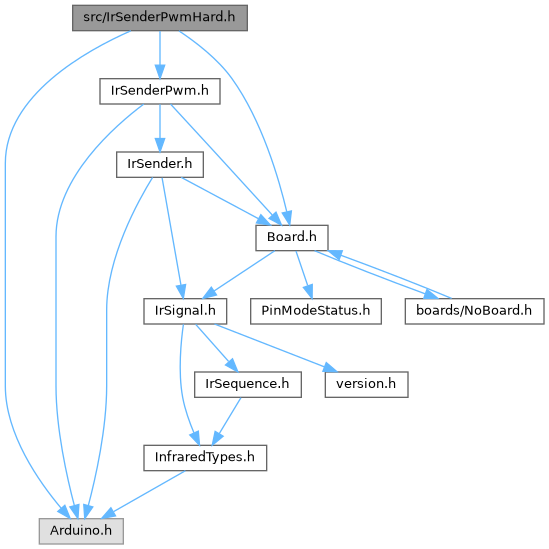 src/IrSenderPwmHard.h
IrSenderPwm.h
IrSender.h
Board.h
IrSignal.h
PinModeStatus.h
boards/NoBoard.h
IrSequence.h
version.h
InfraredTypes.h
Arduino.h